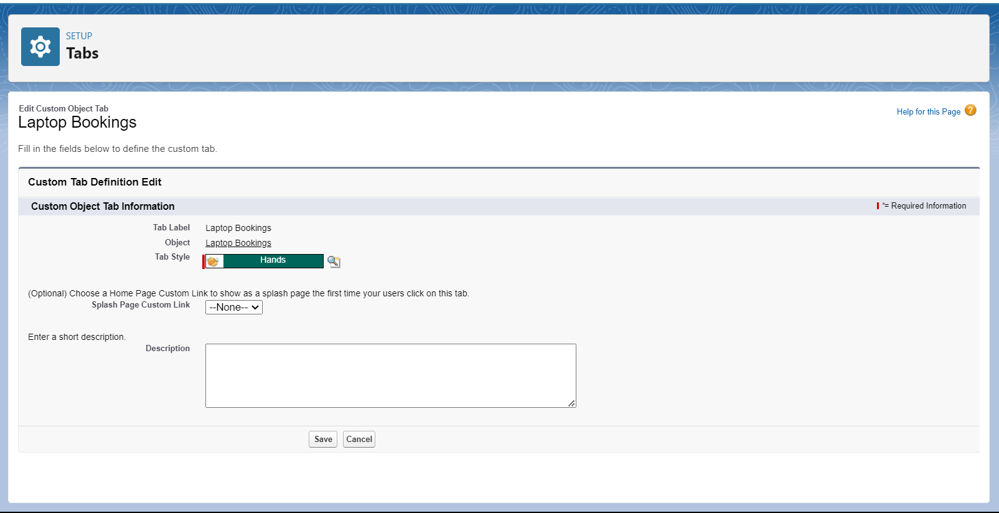 SETUP
Tabs
Edit Custom Object Tab
Laptop Bookings
Help for this Page ?
Fill in the fields below to define the custom tab.
Custom Tab Definition Edit
Custom Object Tab Information
*= Required Information
Tab Label Laptop Bookings
Object Laptop Bookings
Tab Style Hands
(Optional) Choose a Home Page Custom Link to show as a splash page the first time your users click on this tab.
Splash Page Custom Link --None--
Enter a short description.
Description
Save Cancel